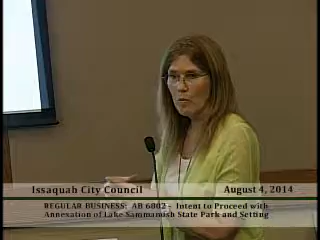 Issaquah City Council August 4, 2014
REGULAR BUSINESS: AB 6802 - Intent to Proceed with
Annexation of Lake Sammamish State Park and Setting